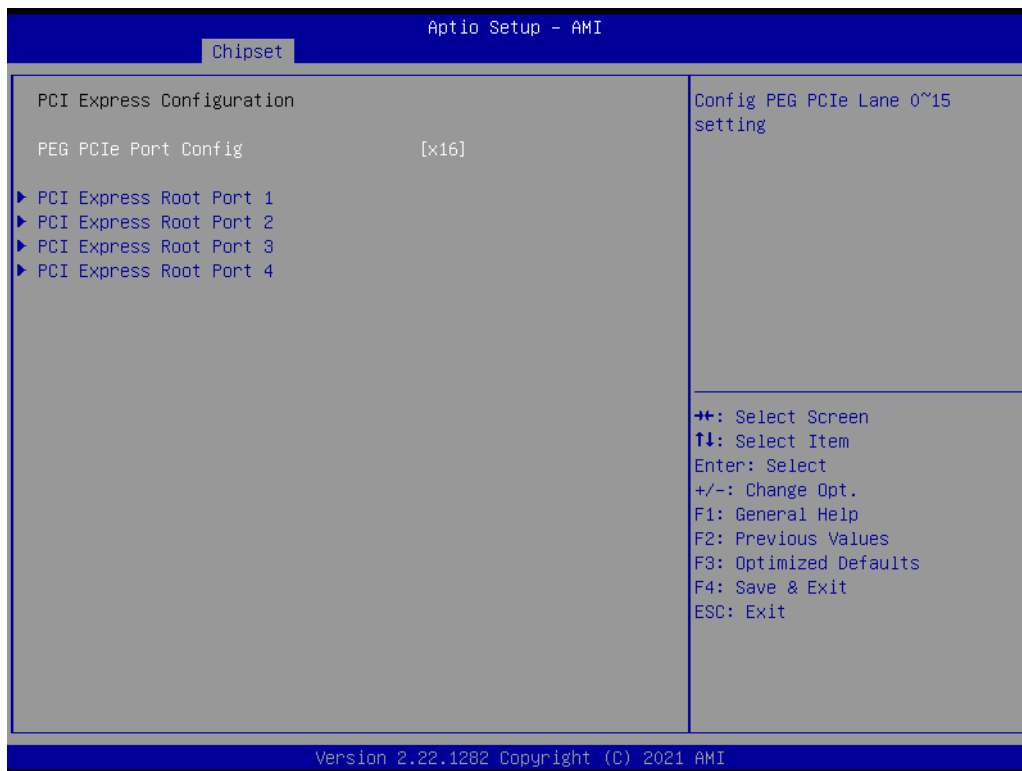 Aptio Setup – AMI
Chipset
PCI Express Configuration
PEG PCIe Port Config [x16]
▶ PCI Express Root Port 1
▶ PCI Express Root Port 2
▶ PCI Express Root Port 3
▶ PCI Express Root Port 4
Config PEG PCIe Lane 0~15
setting
→←: Select Screen
↑↓: Select Item
Enter: Select
+/-: Change Opt.
F1: General Help
F2: Previous Values
F3: Optimized Defaults
F4: Save & Exit
ESC: Exit
Version 2.22.1282 Copyright (C) 2021 AMI